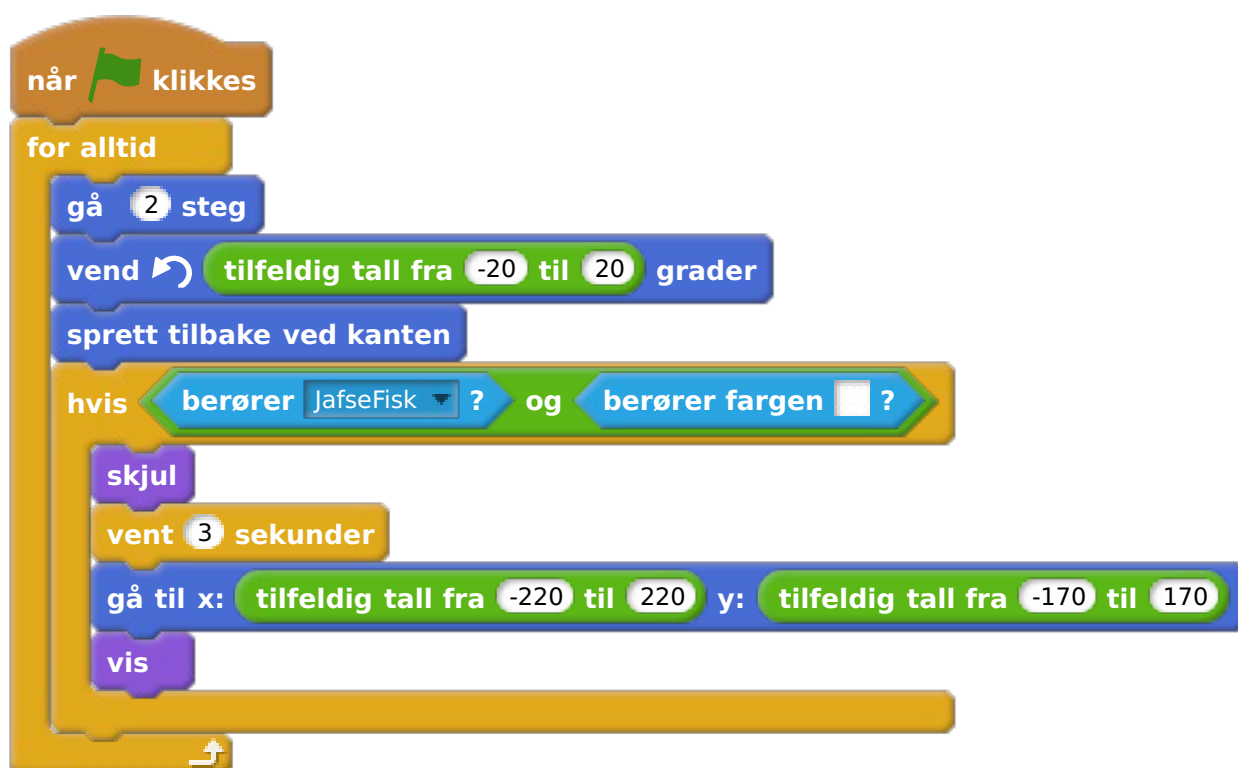 når klikkes
for alltid
gå 2 steg
vend tilfeldig tall fra -20 til 20 grader
sprett tilbake ved kanten
hvis berører JafseFisk ? og berører fargen ?
skjul
vent 3 sekunder
gå til x: tilfeldig tall fra -220 til 220 y: tilfeldig tall fra -170 til 170
vis